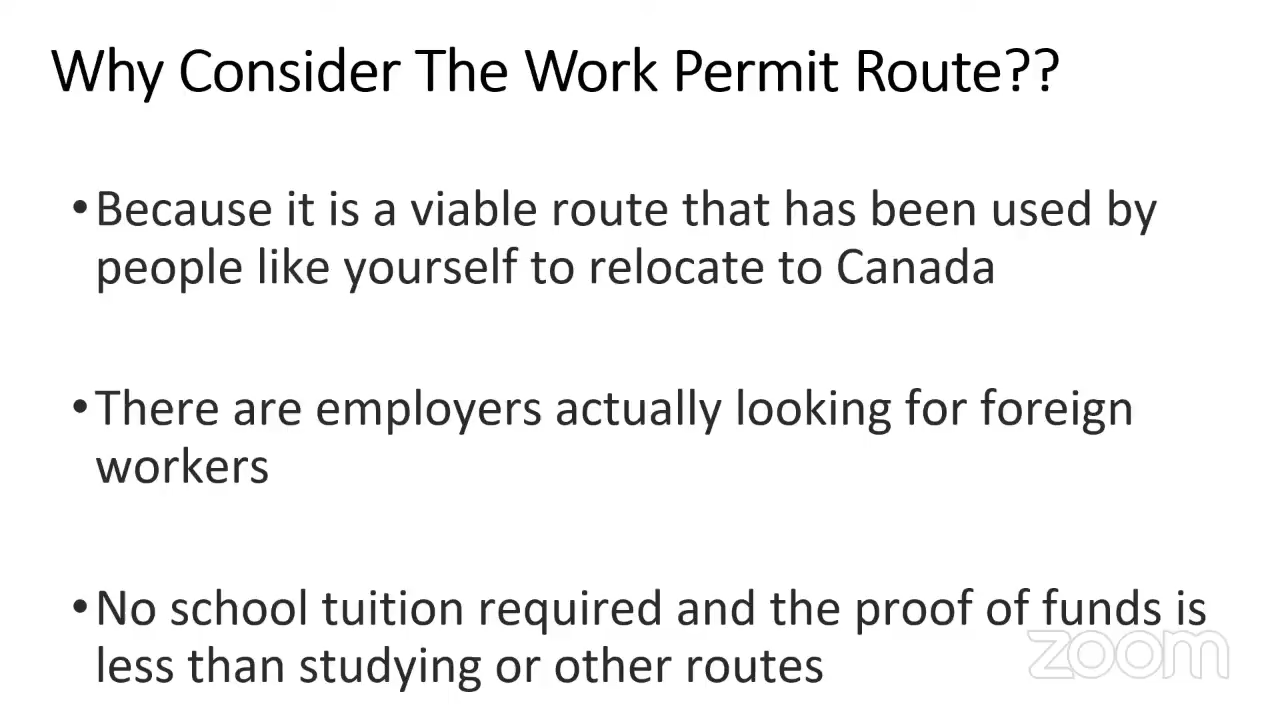 Why Consider The Work Permit Route??
•Because it is a viable route that has been used by
people like yourself to relocate to Canada
•There are employers actually looking for foreign
workers
•No school tuition required and the proof of funds is
less than studying or other routes
zoom